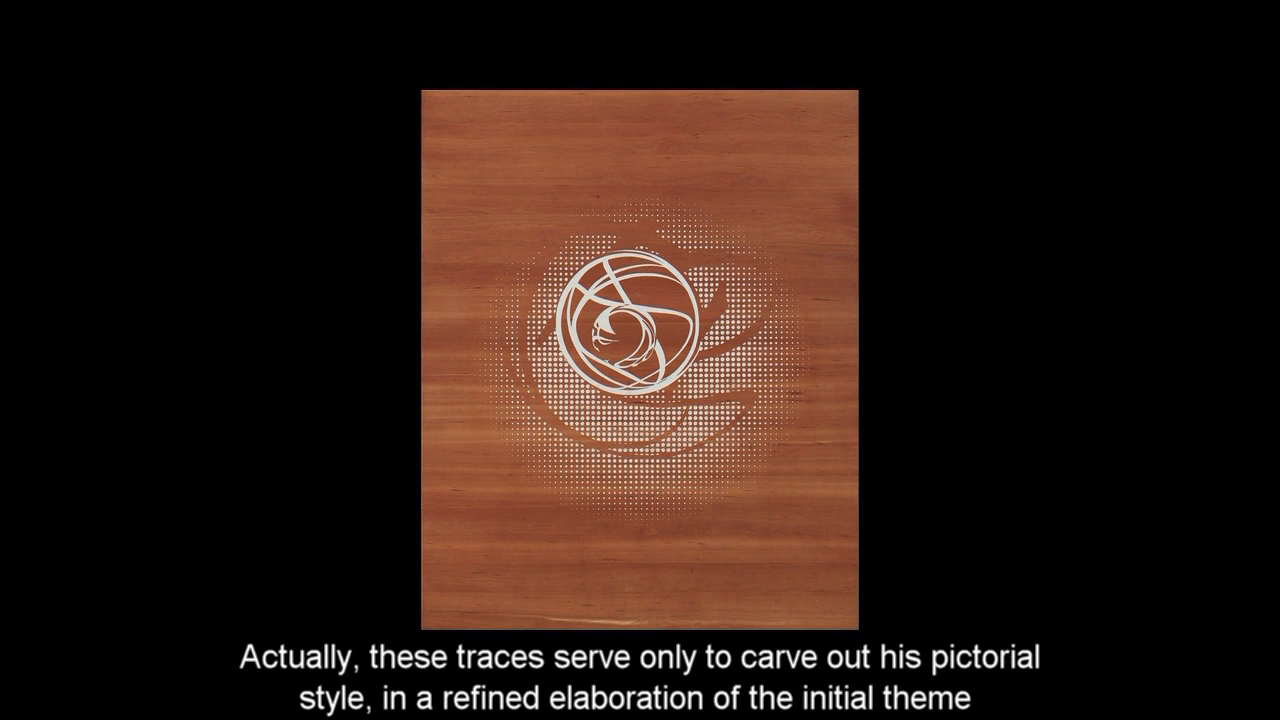 Actually, these traces serve only to carve out his pictorial
style, in a refined elaboration of the initial theme